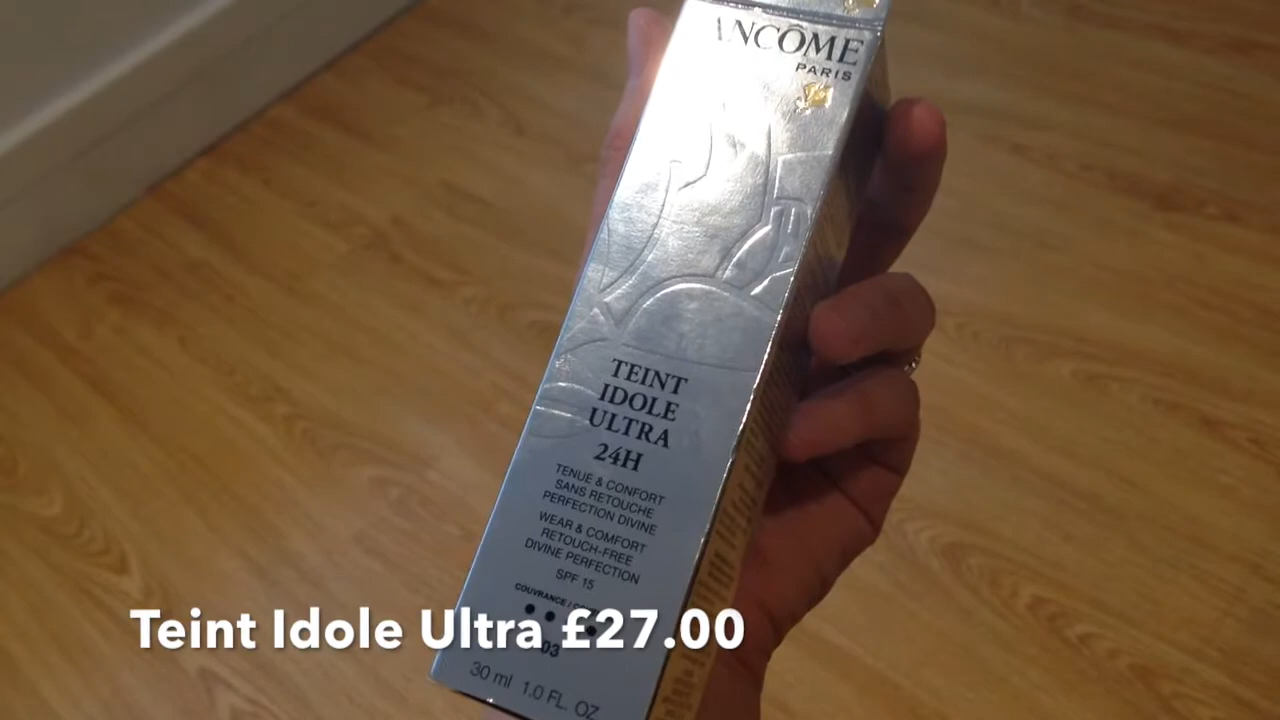 ANCÔME
PARIS
TEINT
IDOLE
ULTRA
24H
TENUE & CONFORT
SANS RETOUCHE
PERFECTION DIVINE
WEAR & COMFORT
RETOUCH-FREE
DIVINE PERFECTION
SPF 15
COUVRANCE /
Teint Idole Ultra £27.00
03
30 ml 1.0 FL. OZ